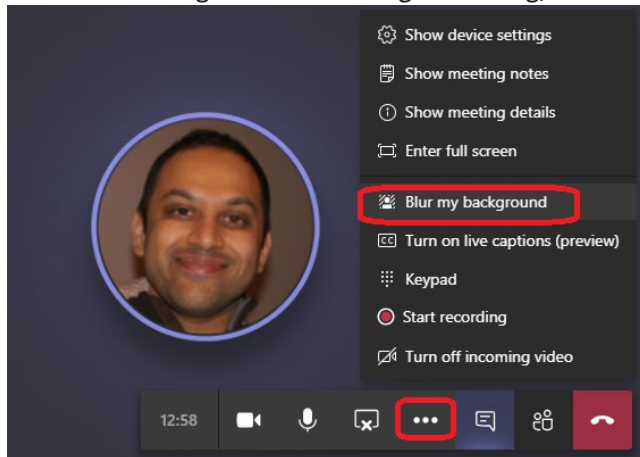 Show device settings
Show meeting notes
Show meeting details
Enter full screen
Blur my background
CC Turn on live captions (preview)
Keypad
Start recording
Turn off incoming video
12:58